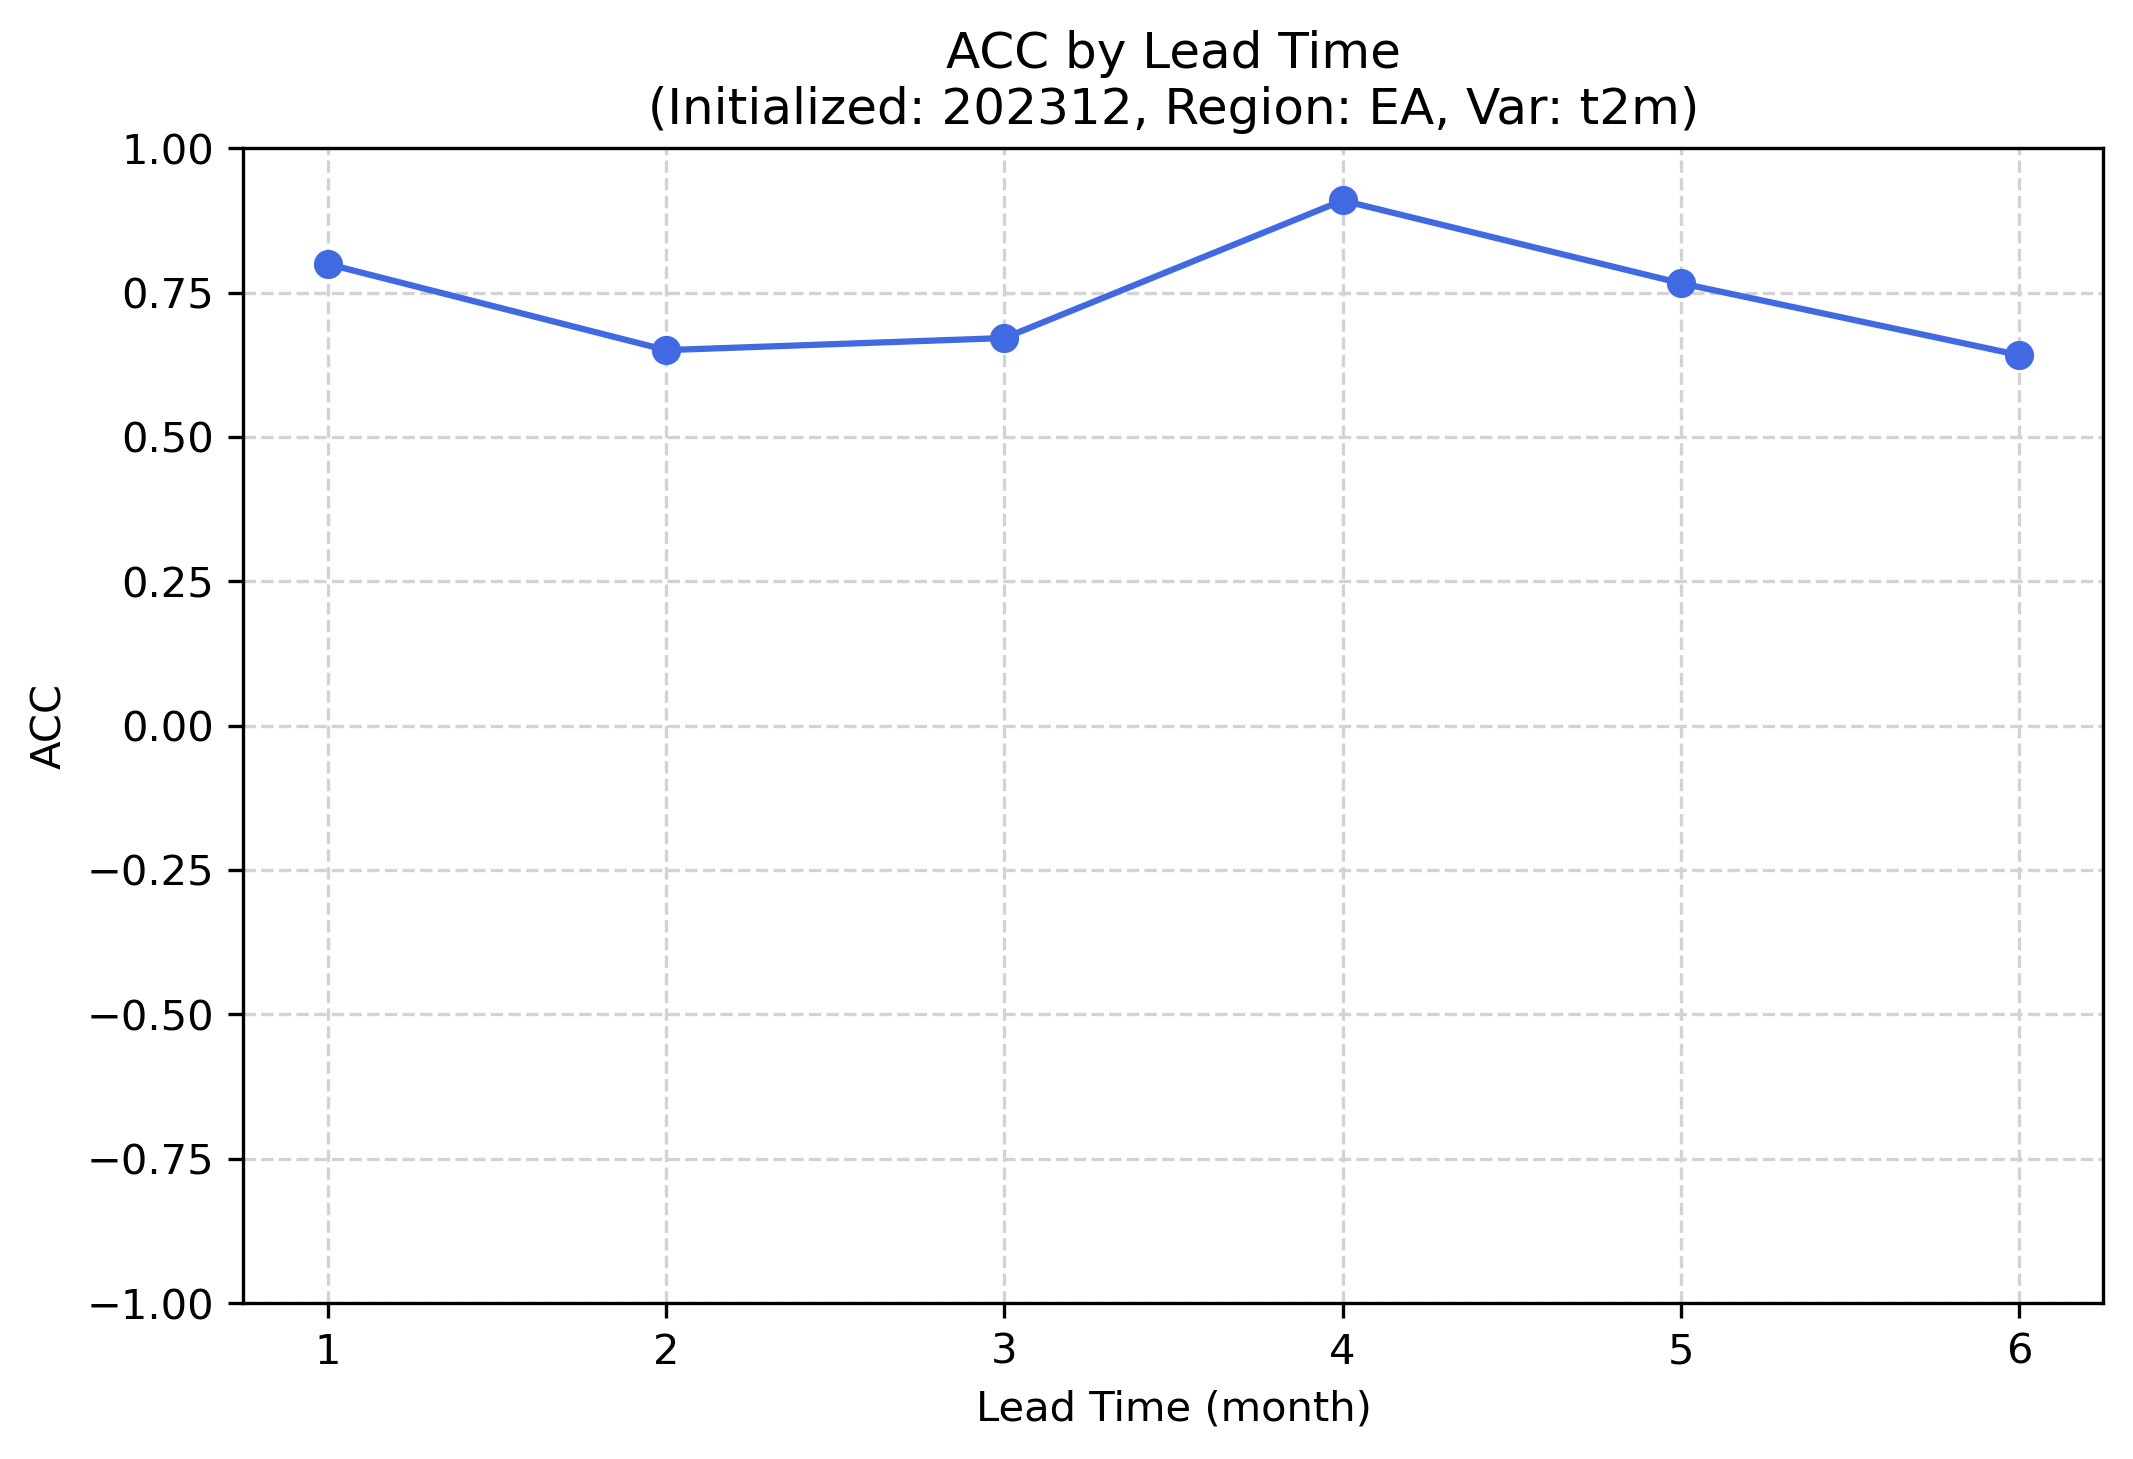 ACC by Lead Time
(Initialized: 202312, Region: EA, Var: t2m)
1.00
0.75
0.50
0.25
0.00
−0.25
−0.50
−0.75
−1.00
ACC
1 2 3 4 5 6
Lead Time (month)